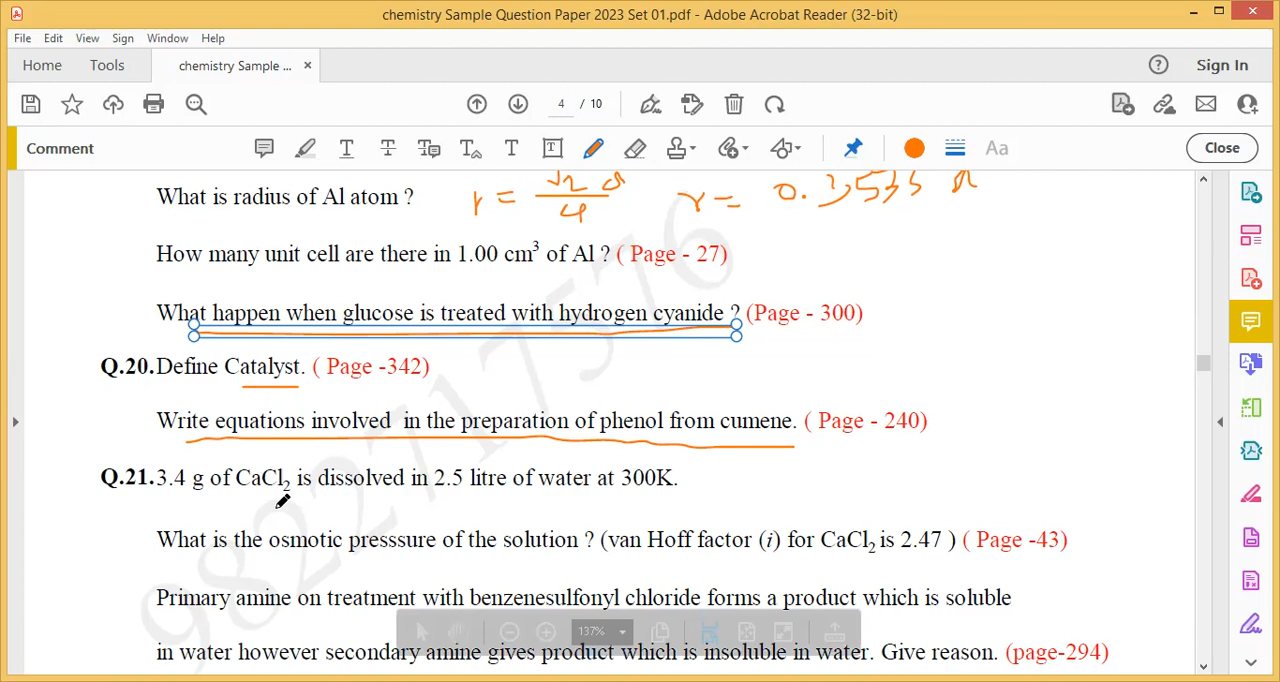 chemistry Sample Question Paper 2023 Set 01.pdf - Adobe Acrobat Reader (32-bit)
File Edit View Sign Window Help
Home Tools chemistry Sample ... × Sign In
4 / 10
Comment Aa Close
What is radius of Al atom ? r = √2 a / 4 r = 0.3535 a
How many unit cell are there in 1.00 cm³ of Al ? ( Page - 27)
What happen when glucose is treated with hydrogen cyanide ? (Page - 300)
Q.20. Define Catalyst. ( Page -342)
Write equations involved in the preparation of phenol from cumene. ( Page - 240)
Q.21. 3.4 g of CaCl₂ is dissolved in 2.5 litre of water at 300K.
What is the osmotic presssure of the solution ? (van Hoff factor (i) for CaCl₂ is 2.47 ) ( Page -43)
Primary amine on treatment with benzenesulfonyl chloride forms a product which is soluble
137%
in water however secondary amine gives product which is insoluble in water. Give reason. (page-294)
9822717576